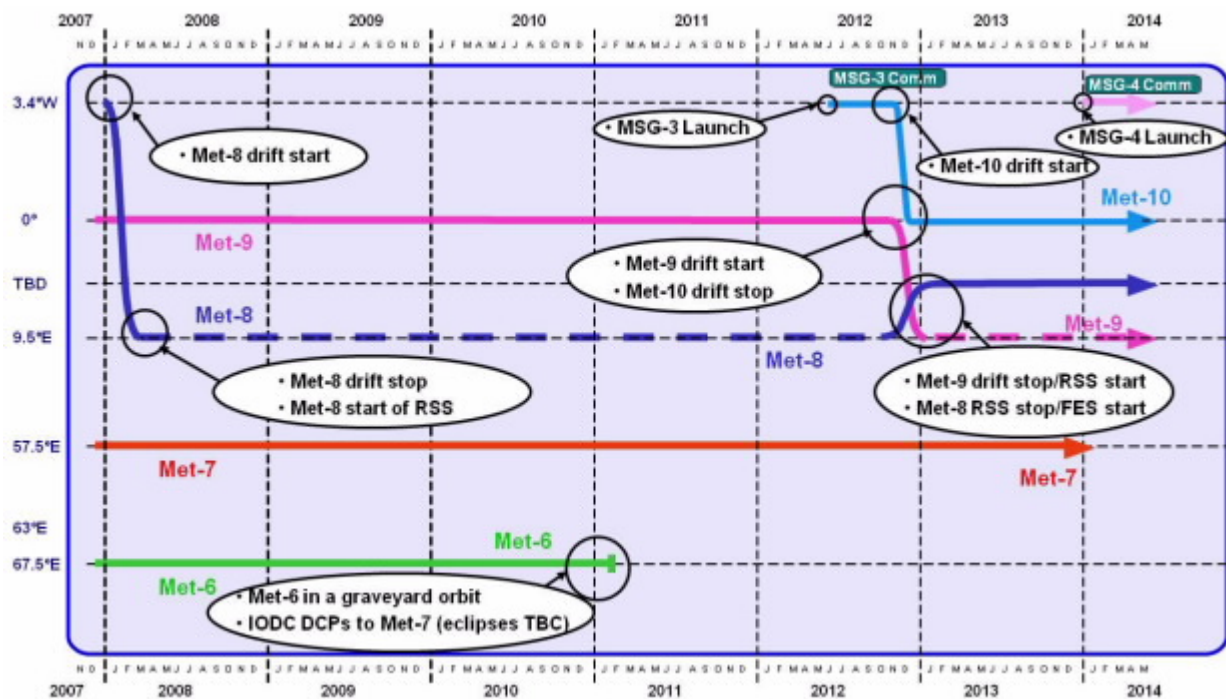 2007 2008 2009 2010 2011 2012 2013 2014
N D J F M A M J J A S O N D J F M A M J J A S O N D J F M A M J J A S O N D J F M A M J J A S O N D J F M A M J J A S O N D J F M A M J J A S O N D J F M A M
MSG-3 Comm
MSG-4 Comm
3.4°W
• MSG-3 Launch
• MSG-4 Launch
• Met-8 drift start
• Met-10 drift start
Met-10
0°
Met-9
• Met-9 drift start
• Met-10 drift stop
TBD
Met-8
Met-9
9.5°E
Met-8
• Met-8 drift stop
• Met-8 start of RSS
• Met-9 drift stop/RSS start
• Met-8 RSS stop/FES start
57.5°E
Met-7
Met-7
63°E
Met-6
67.5°E
Met-6
• Met-6 in a graveyard orbit
• IODC DCPs to Met-7 (eclipses TBC)
N D J F M A M J J A S O N D J F M A M J J A S O N D J F M A M J J A S O N D J F M A M J J A S O N D J F M A M J J A S O N D J F M A M J J A S O N D J F M A M
2007 2008 2009 2010 2011 2012 2013 2014